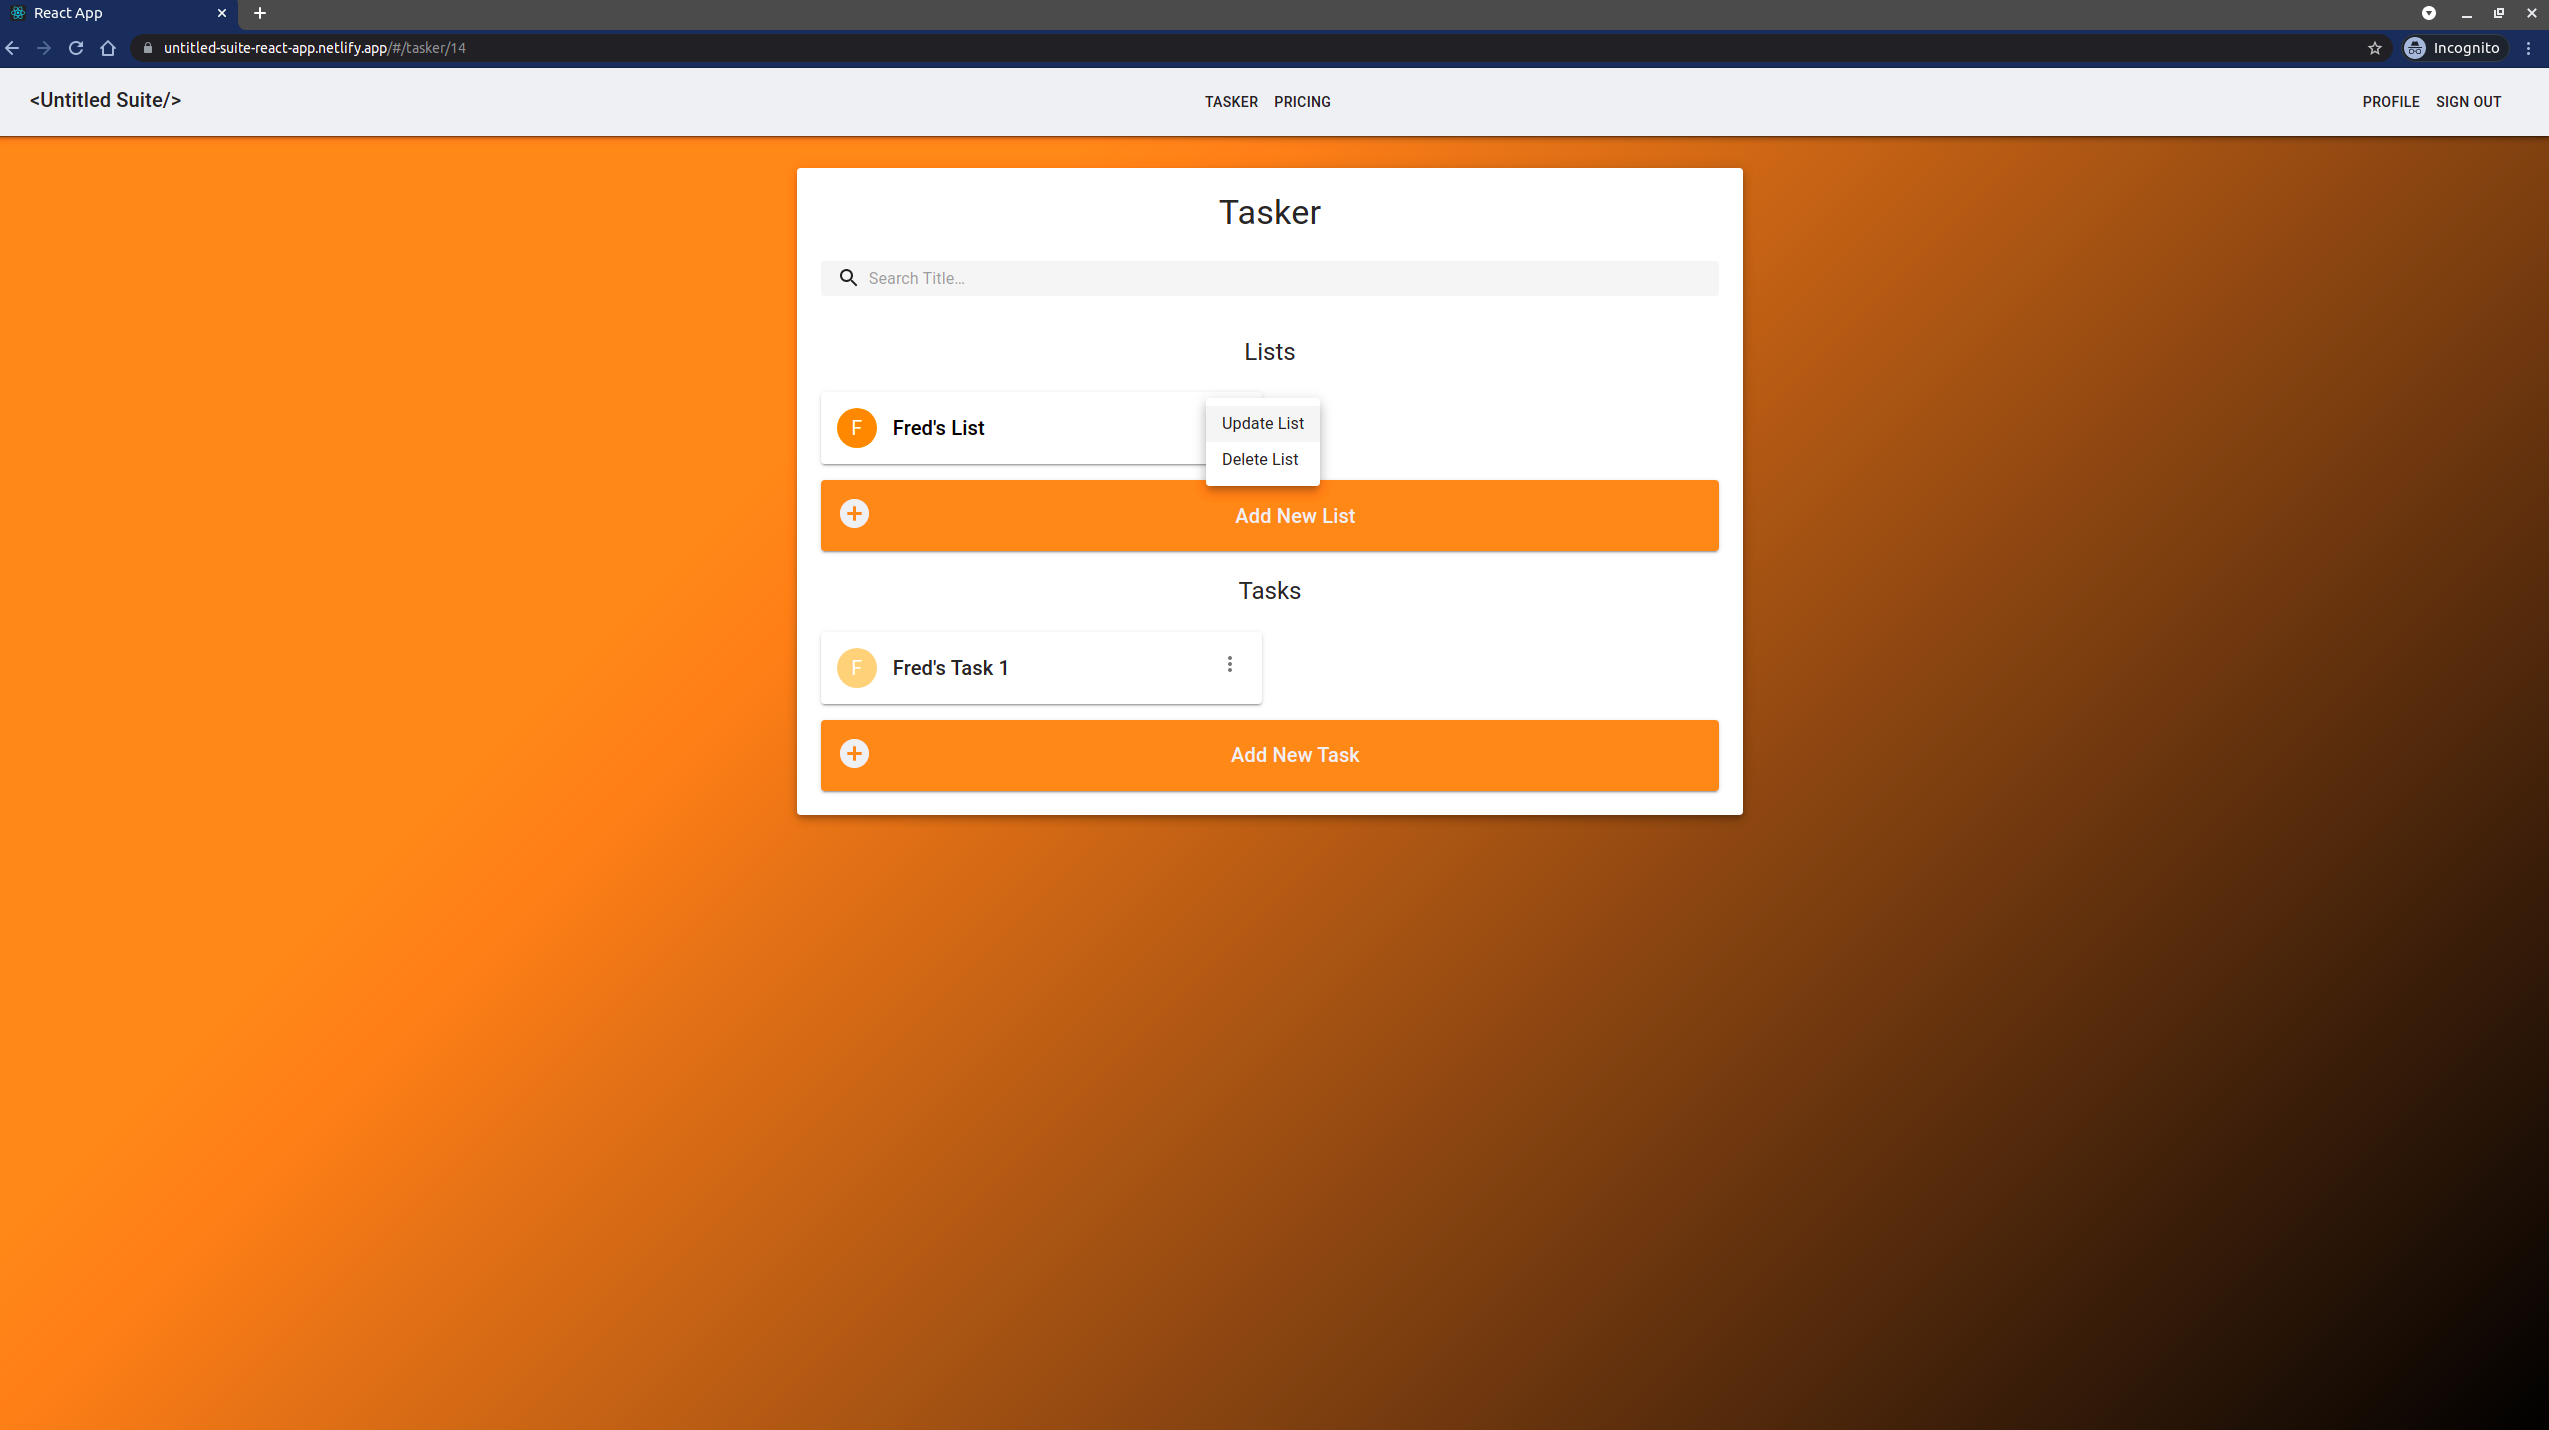 React App
untitled-suite-react-app.netlify.app/#/tasker/14
Incognito
<Untitled Suite/>
TASKER PRICING
PROFILE SIGN OUT
Tasker
Search Title...
Lists
F Fred's List
Update List
Delete List
Add New List
Tasks
F Fred's Task 1
Add New Task